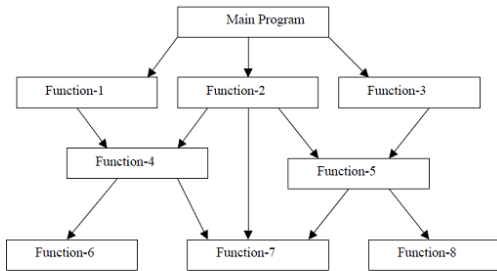 Main Program
Function-1
Function-2
Function-3
Function-4
Function-5
Function-6
Function-7
Function-8